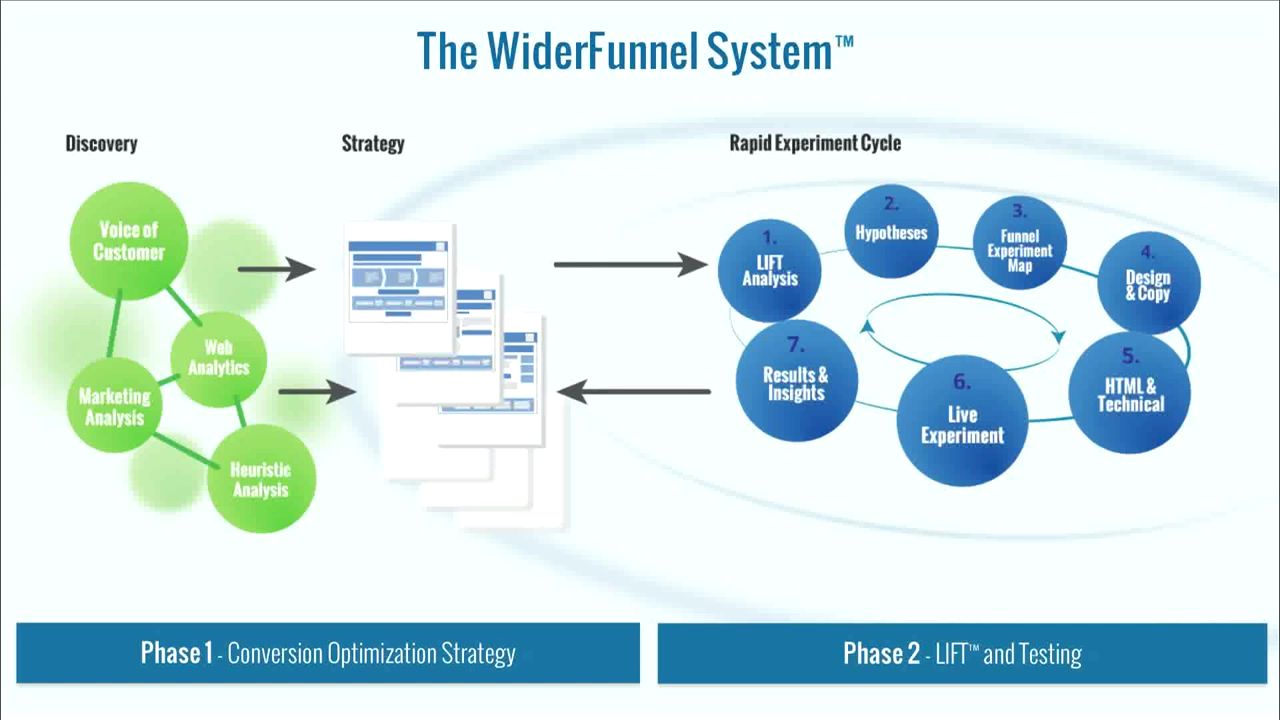 The WiderFunnel System™
Discovery
Strategy
Rapid Experiment Cycle
Voice of
Customer
Web
Analytics
Marketing
Analysis
Heuristic
Analysis
1.
LIFT
Analysis
2.
Hypotheses
3.
Funnel
Experiment
Map
4.
Design
& Copy
5.
HTML &
Technical
6.
Live
Experiment
7.
Results &
Insights
Phase 1 - Conversion Optimization Strategy
Phase 2 - LIFT™ and Testing